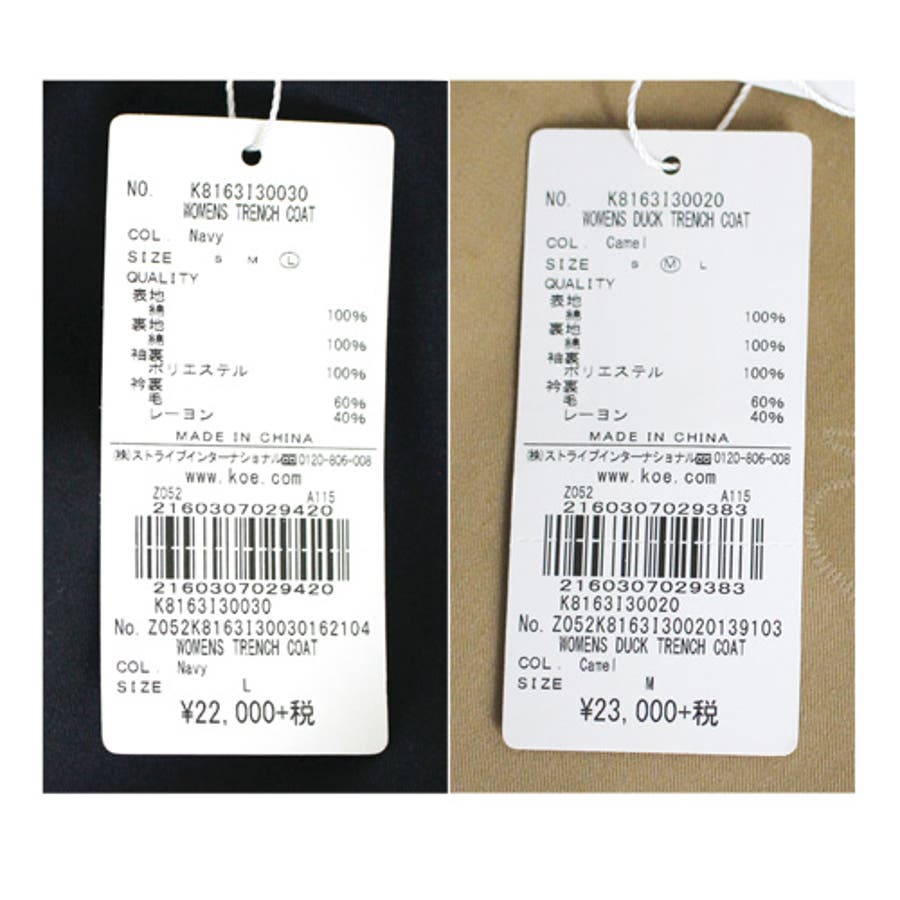 NO. K8163I30030
WOMENS TRENCH COAT
COL. Navy
SIZE S M L
QUALITY
表地
綿 100%
裏地
綿 100%
袖裏
ポリエステル 100%
衿裏
毛 60%
レーヨン 40%
MADE IN CHINA
㈱ストライプインターナショナル 0120-806-008
www.koe.com
Z052 A115
2160307029420
2160307029420
K8163I30030
No. Z052K8163I30030162104
WOMENS TRENCH COAT
COL. Navy
SIZE L
¥22,000+税
NO. K8163I30020
WOMENS DUCK TRENCH COAT
COL. Camel
SIZE S M L
QUALITY
表地
綿 100%
裏地
綿 100%
袖裏
ポリエステル 100%
衿裏
毛 60%
レーヨン 40%
MADE IN CHINA
㈱ストライプインターナショナル 0120-806-008
www.koe.com
Z052 A115
2160307029383
2160307029383
K8163I30020
No. Z052K8163I30020139103
WOMENS DUCK TRENCH COAT
COL. Camel
SIZE M
¥23,000+税